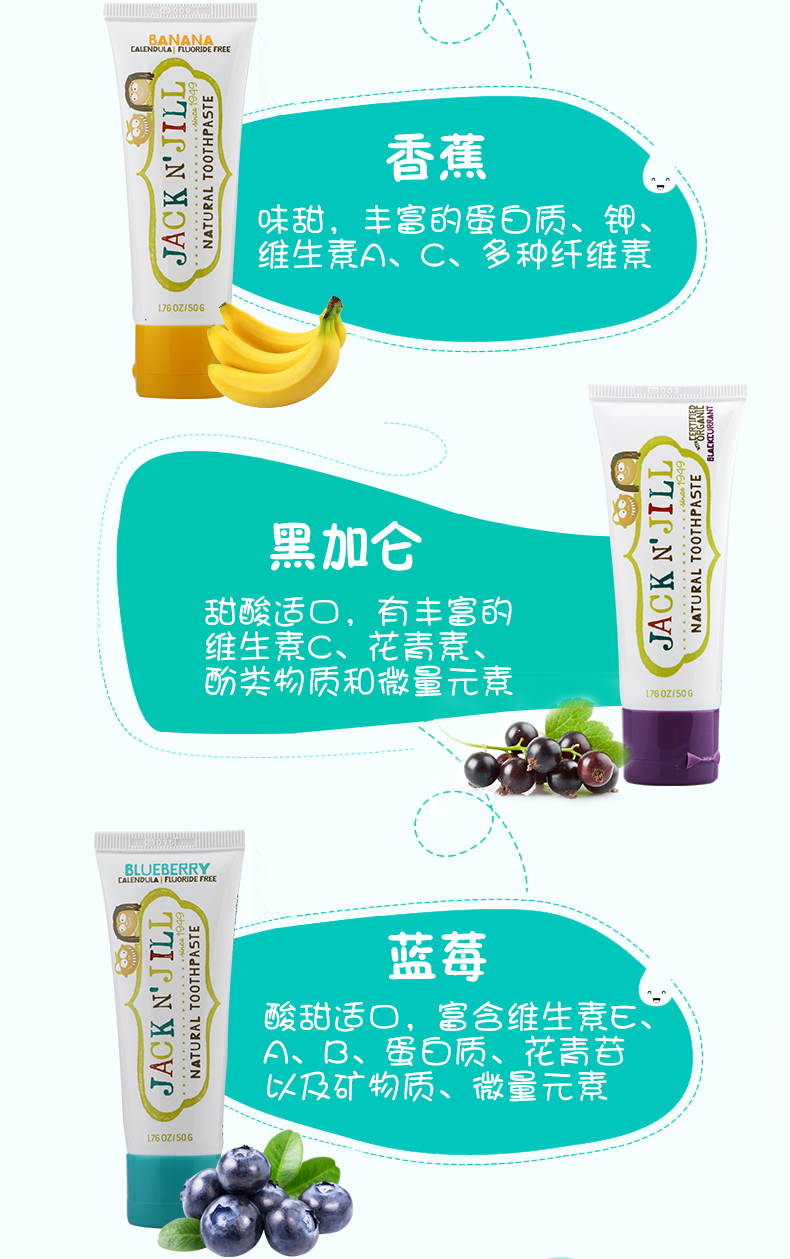 BANANA
CALENDULA | FLUORIDE FREE
JACK N' JILL
since 1949
NATURAL TOOTHPASTE
1.76 OZ/50 G
香蕉
味甜，丰富的蛋白质、钾、
维生素A、C、多种纤维素
CERTIFIED
ORGANIC
BLACKCURRANT
JACK N' JILL
since 1949
NATURAL TOOTHPASTE
1.76 OZ/50 G
黑加仑
甜酸适口，有丰富的
维生素C、花青素、
酚类物质和微量元素
BLUEBERRY
CALENDULA | FLUORIDE FREE
JACK N' JILL
since 1949
NATURAL TOOTHPASTE
1.76 OZ/50 G
蓝莓
酸甜适口，富含维生素E、
A、B、蛋白质、花青苷
以及矿物质、微量元素